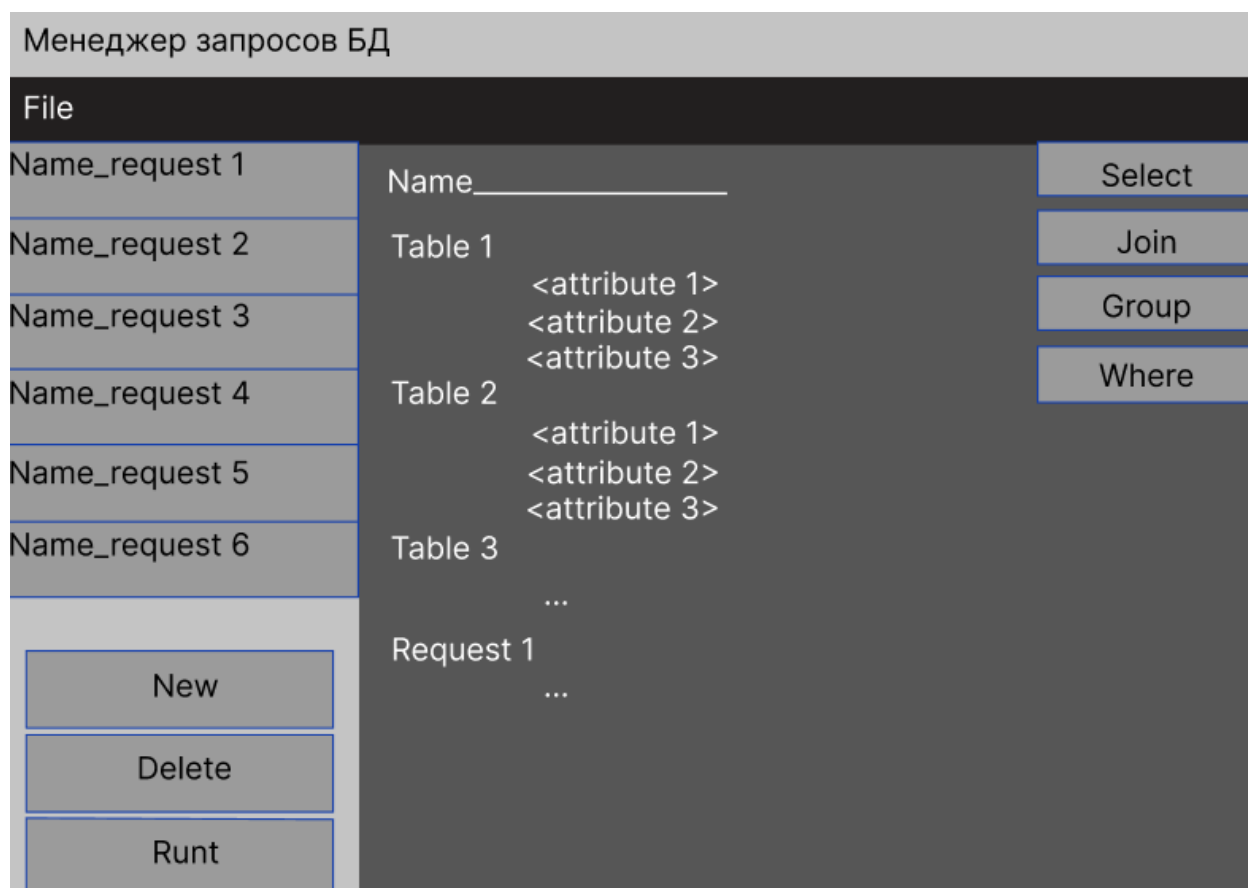 Менеджер запросов БД
File
Name_request 1
Name_request 2
Name_request 3
Name_request 4
Name_request 5
Name_request 6
New
Delete
Runt
Name_________________
Table 1
<attribute 1>
<attribute 2>
<attribute 3>
Table 2
<attribute 1>
<attribute 2>
<attribute 3>
Table 3
...
Request 1
...
Select
Join
Group
Where